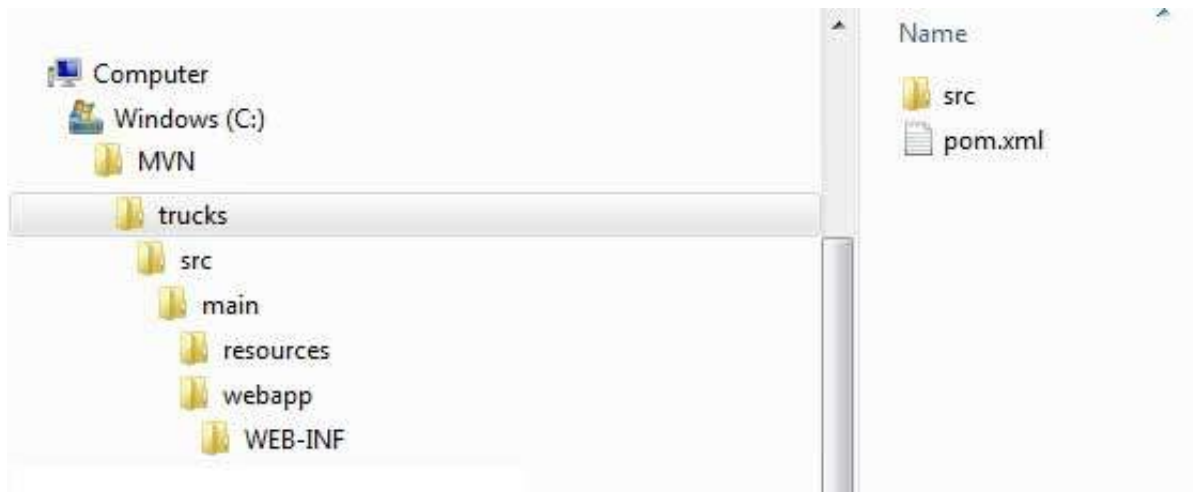 Computer
Windows (C:)
MVN
trucks
src
main
resources
webapp
WEB-INF
Name
src
pom.xml